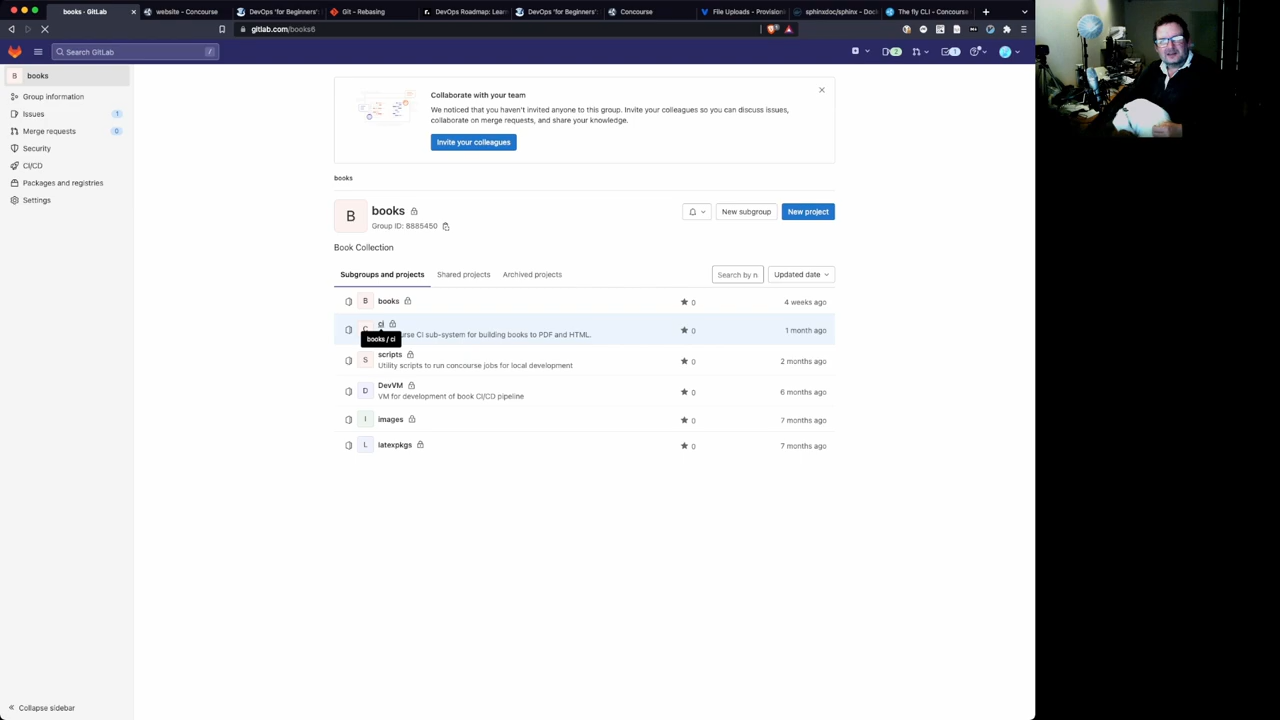 books · GitLab
website - Concourse
DevOps 'for Beginners':
Git - Rebasing
DevOps Roadmap: Learn
DevOps 'for Beginners':
Concourse
File Uploads - Provision
sphinxdoc/sphinx - Doc
The fly CLI - Concours
gitlab.com/books6
Search GitLab /
2
1
B books
Group information
Issues 1
Merge requests 0
Security
CI/CD
Packages and registries
Settings
Collapse sidebar
Collaborate with your team
We noticed that you haven't invited anyone to this group. Invite your colleagues so you can discuss issues,
collaborate on merge requests, and share your knowledge.
Invite your colleagues
books
B books
Group ID: 8885450
New subgroup
New project
Book Collection
Subgroups and projects Shared projects Archived projects
Search by n
Updated date
B books 0 4 weeks ago
ci 0 1 month ago
books / ci
urse CI sub-system for building books to PDF and HTML.
S scripts 0 2 months ago
Utility scripts to run concourse jobs for local development
D DevVM 0 6 months ago
VM for development of book CI/CD pipeline
I images 0 7 months ago
L latexpkgs 0 7 months ago